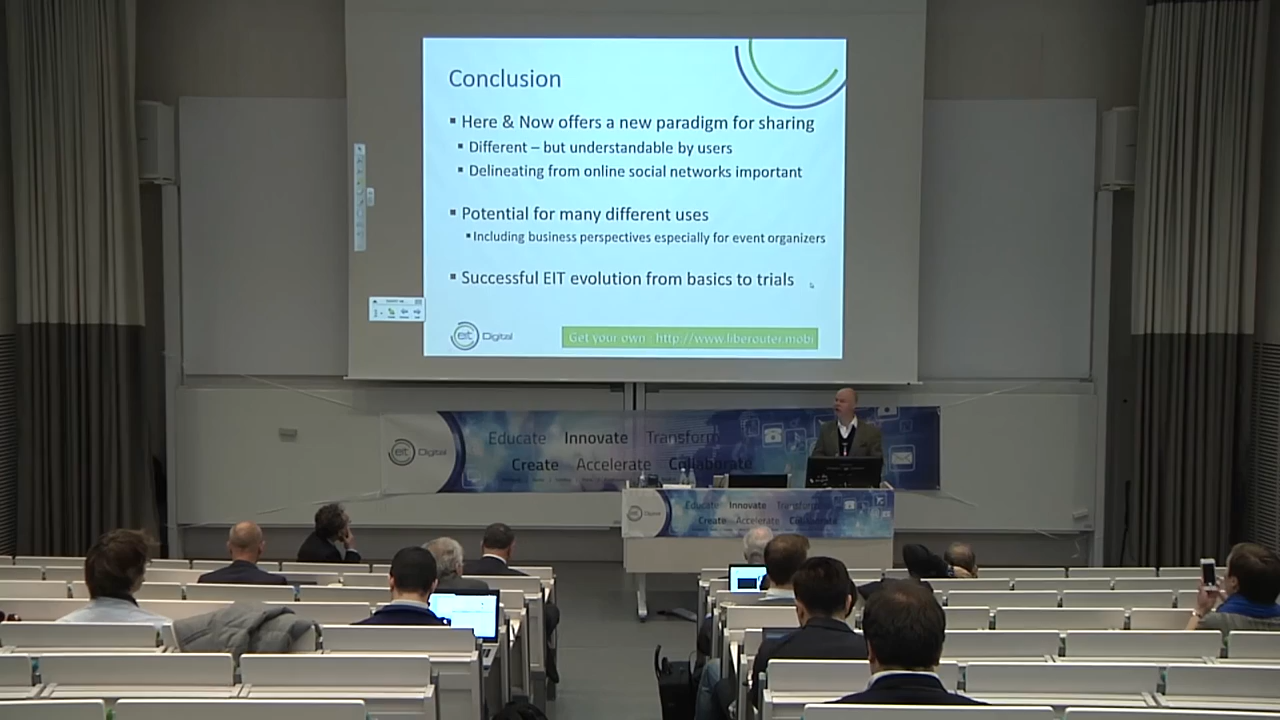 Conclusion
▪ Here & Now offers a new paradigm for sharing
▪ Different – but understandable by users
▪ Delineating from online social networks important
▪ Potential for many different uses
▪ Including business perspectives especially for event organizers
▪ Successful EIT evolution from basics to trials
eit Digital
Get your own http://www.liberouter.mobi
eit Digital
Educate Innovate Transform
Create Accelerate Collaborate
eit Digital
Educate Innovate Transform
Create Accelerate Collaborate